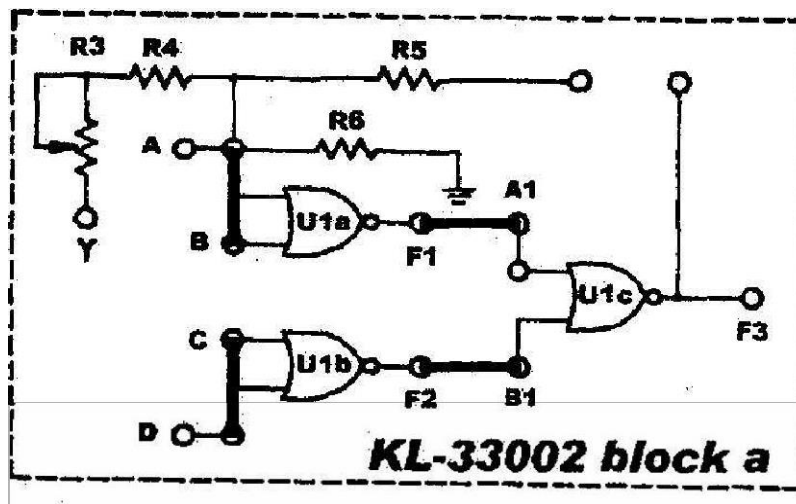 R3 R4 R5
R6
A
A1
U1a
Y
B
F1
U1c
F3
C
U1b
F2 B1
D
KL-33002 block a